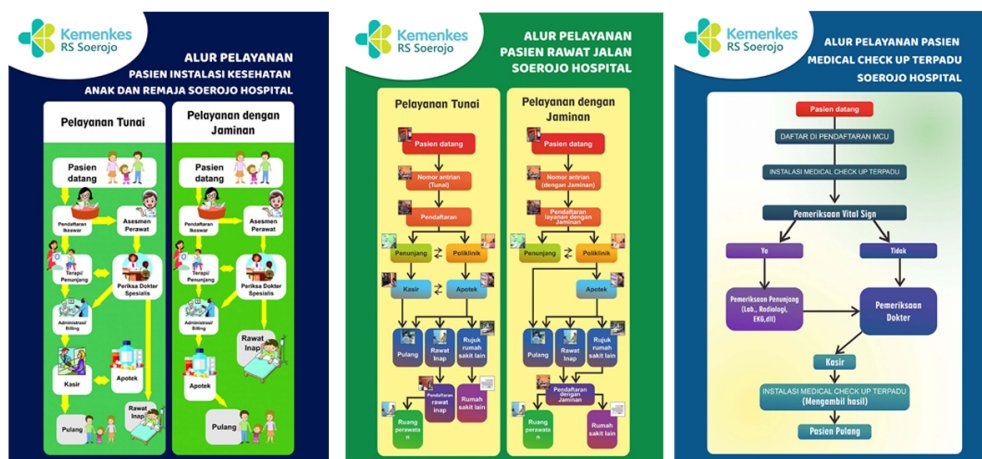 Kemenkes
RS Soerojo
ALUR PELAYANAN
PASIEN INSTALASI KESEHATAN
ANAK DAN REMAJA SOEROJO HOSPITAL
Pelayanan Tunai
Pasien
datang
Pendaftaran
Asesmen
Perawat
Terapi/
Penunjang
Periksa Dokter
Spesialis
Administrasi
Billing
Kasir
Apotek
Rawat
Inap
Pulang
Pelayanan dengan
Jaminan
Pasien
datang
Pendaftaran
Asesmen
Perawat
Terapi/
Penunjang
Periksa Dokter
Spesialis
Administrasi
Billing
Rawat
Inap
Apotek
Pulang
Kemenkes
RS Soerojo
ALUR PELAYANAN
PASIEN RAWAT JALAN
SOEROJO HOSPITAL
Pelayanan Tunai
Pasien datang
Nomor antrian
(Tunai)
Pendaftaran
Penunjang
Poliklinik
Kasir
Apotek
Pulang
Rawat
Inap
Rujuk
rumah
sakit lain
Pendaftaran
rawat
inap
Rumah
sakit lain
Ruang
perawata
n
Pelayanan dengan
Jaminan
Pasien datang
Nomor antrian
(dengan Jaminan)
Pendaftaran
layanan dengan
Jaminan
Penunjang
Poliklinik
Apotek
Pulang
Rawat
Inap
Rujuk
rumah
sakit lain
Pendaftaran
dengan
Jaminan
Ruang
perawata
n
Rumah
sakit lain
Kemenkes
RS Soerojo
ALUR PELAYANAN PASIEN
MEDICAL CHECK UP TERPADU
SOEROJO HOSPITAL
Pasien datang
DAFTAR DI PENDAFTARAN MCU
INSTALASI MEDICAL CHECK UP TERPADU
Pemeriksaan Vital Sign
Ya
Tidak
Pemeriksaan Penunjang
(Lab., Radiologi,
EKG,dll)
Pemeriksaan
Dokter
Kasir
INSTALASI MEDICAL CHECK UP TERPADU
(Mengambil hasil)
Pasien Pulang